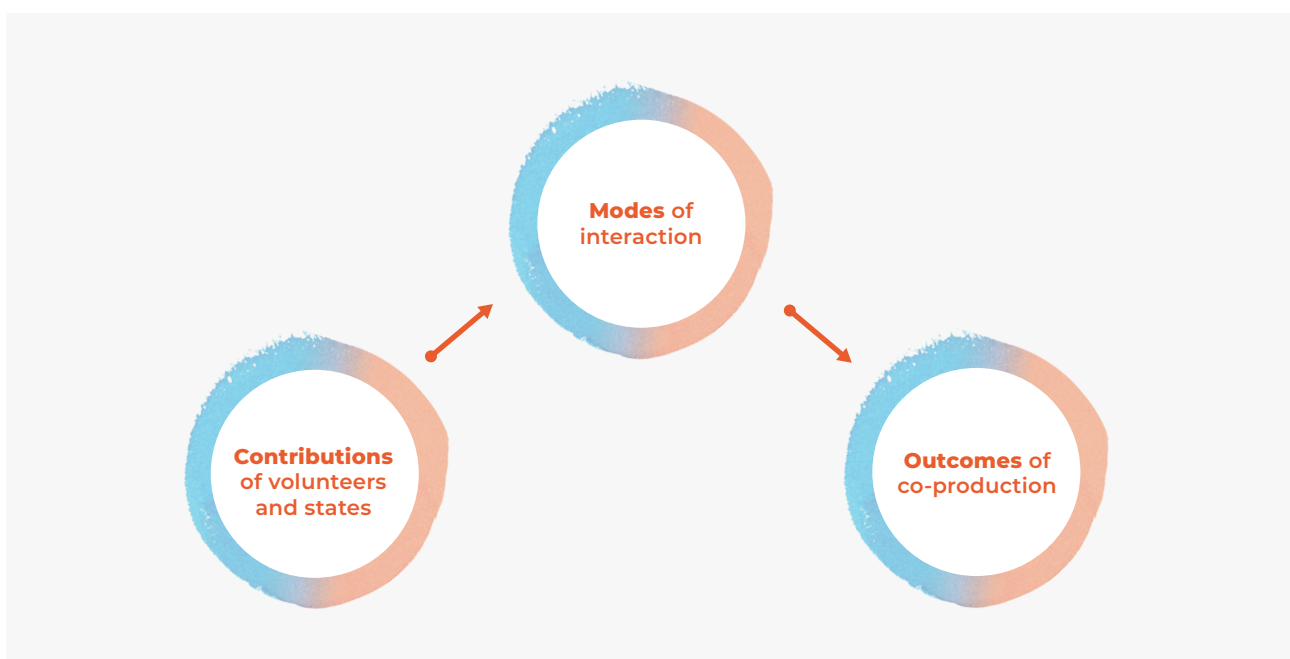 Contributions
of volunteers
and states
Modes of
interaction
Outcomes of
co-production